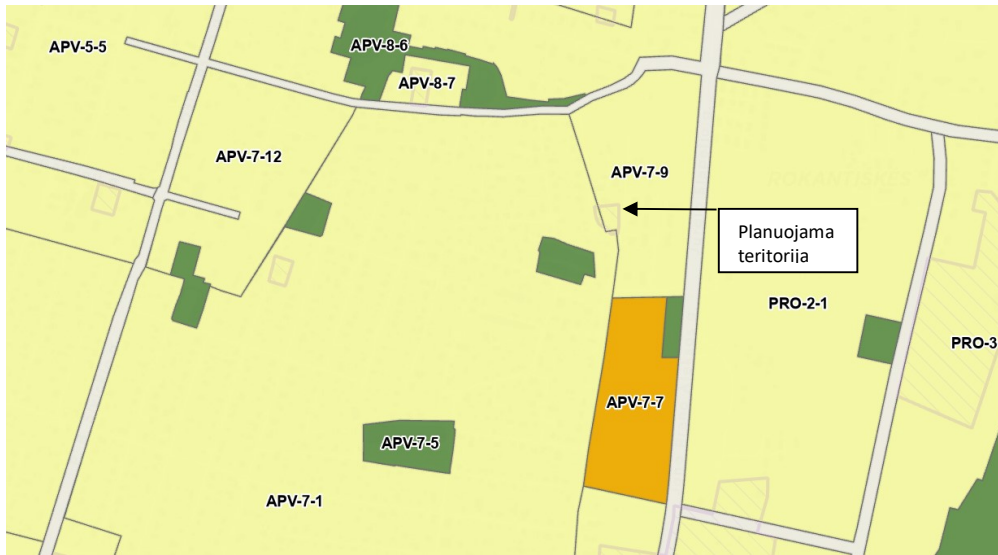 APV-5-5
APV-8-6
APV-8-7
APV-7-12
APV-7-9
ROKANTIŠKĖS
Planuojama
teritorija
PRO-2-1
PRO-3
APV-7-7
APV-7-5
APV-7-1